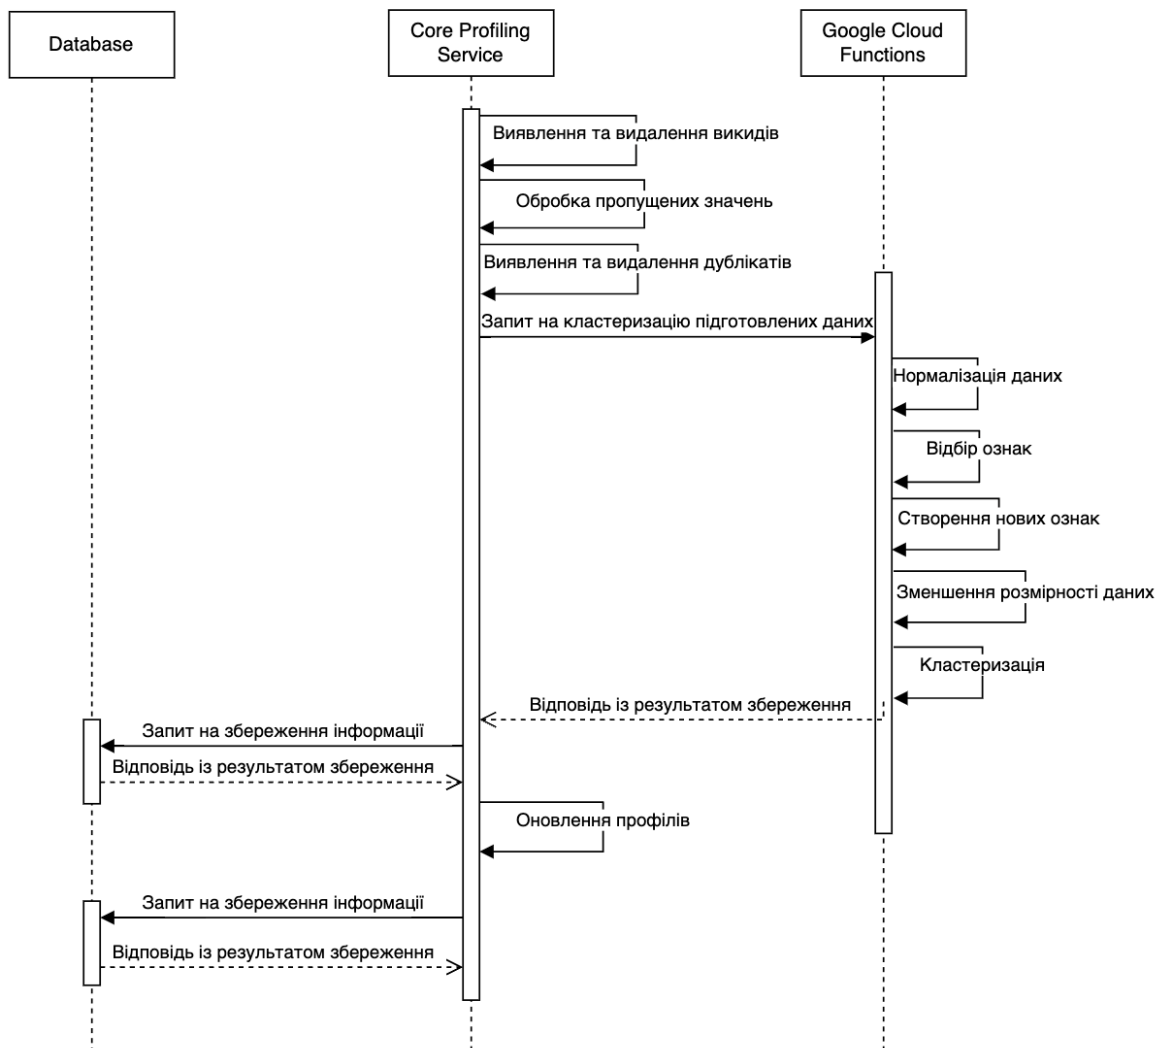 Database
Core Profiling
Service
Google Cloud
Functions
Виявлення та видалення викидів
Обробка пропущених значень
Виявлення та видалення дублікатів
Запит на кластеризацію підготовлених даних
Нормалізація даних
Відбір ознак
Створення нових ознак
Зменшення розмірності даних
Кластеризація
Відповідь із результатом збереження
Запит на збереження інформації
Відповідь із результатом збереження
Оновлення профілів
Запит на збереження інформації
Відповідь із результатом збереження